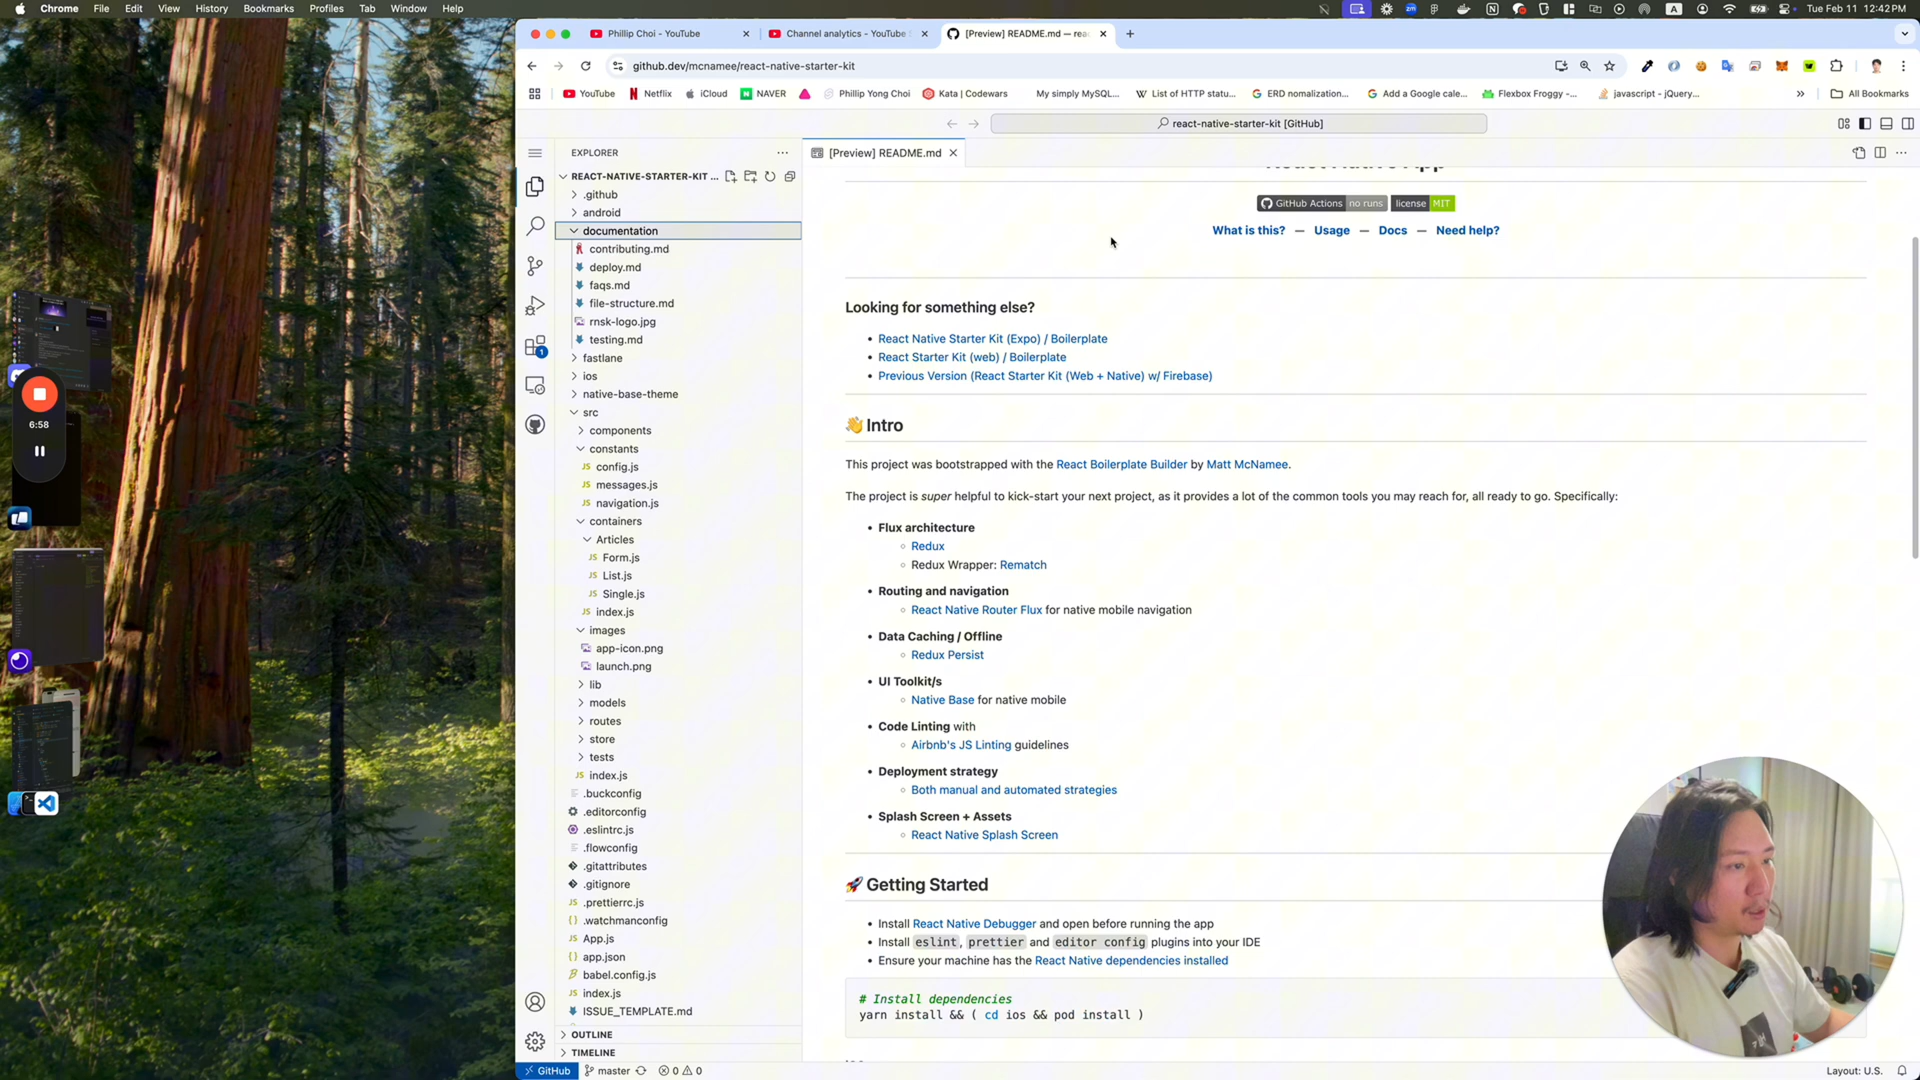 Chrome File Edit View History Bookmarks Profiles Tab Window Help
Tue Feb 11 12:42 PM
Phillip Choi - YouTube
Channel analytics - YouTube
[Preview] README.md — rea
github.dev/mcnamee/react-native-starter-kit
YouTube
Netflix
iCloud
NAVER
Phillip Yong Choi
Kata | Codewars
My simply MySQL...
List of HTTP statu...
ERD nomalization...
Add a Google cale...
Flexbox Froggy -...
javascript - jQuery...
All Bookmarks
react-native-starter-kit [GitHub]
EXPLORER
REACT-NATIVE-STARTER-KIT ...
.github
android
documentation
contributing.md
deploy.md
faqs.md
file-structure.md
rnsk-logo.jpg
testing.md
fastlane
ios
native-base-theme
src
components
constants
config.js
messages.js
navigation.js
containers
Articles
Form.js
List.js
Single.js
index.js
images
app-icon.png
launch.png
lib
models
routes
store
tests
index.js
.buckconfig
.editorconfig
.eslintrc.js
.flowconfig
.gitattributes
.gitignore
.prettierrc.js
.watchmanconfig
App.js
app.json
babel.config.js
index.js
ISSUE_TEMPLATE.md
OUTLINE
TIMELINE
[Preview] README.md
React Native App
GitHub Actions no runs license MIT
What is this? — Usage — Docs — Need help?
Looking for something else?
• React Native Starter Kit (Expo) / Boilerplate
• React Starter Kit (web) / Boilerplate
• Previous Version (React Starter Kit (Web + Native) w/ Firebase)
👋 Intro
This project was bootstrapped with the React Boilerplate Builder by Matt McNamee.
The project is super helpful to kick-start your next project, as it provides a lot of the common tools you may reach for, all ready to go. Specifically:
• Flux architecture
◦ Redux
◦ Redux Wrapper: Rematch
• Routing and navigation
◦ React Native Router Flux for native mobile navigation
• Data Caching / Offline
◦ Redux Persist
• UI Toolkit/s
◦ Native Base for native mobile
• Code Linting with
◦ Airbnb's JS Linting guidelines
• Deployment strategy
◦ Both manual and automated strategies
• Splash Screen + Assets
◦ React Native Splash Screen
🚀 Getting Started
• Install React Native Debugger and open before running the app
• Install eslint, prettier and editor config plugins into your IDE
• Ensure your machine has the React Native dependencies installed
# Install dependencies
yarn install && ( cd ios && pod install )
6:58
GitHub
master
0 0
Layout: U.S.